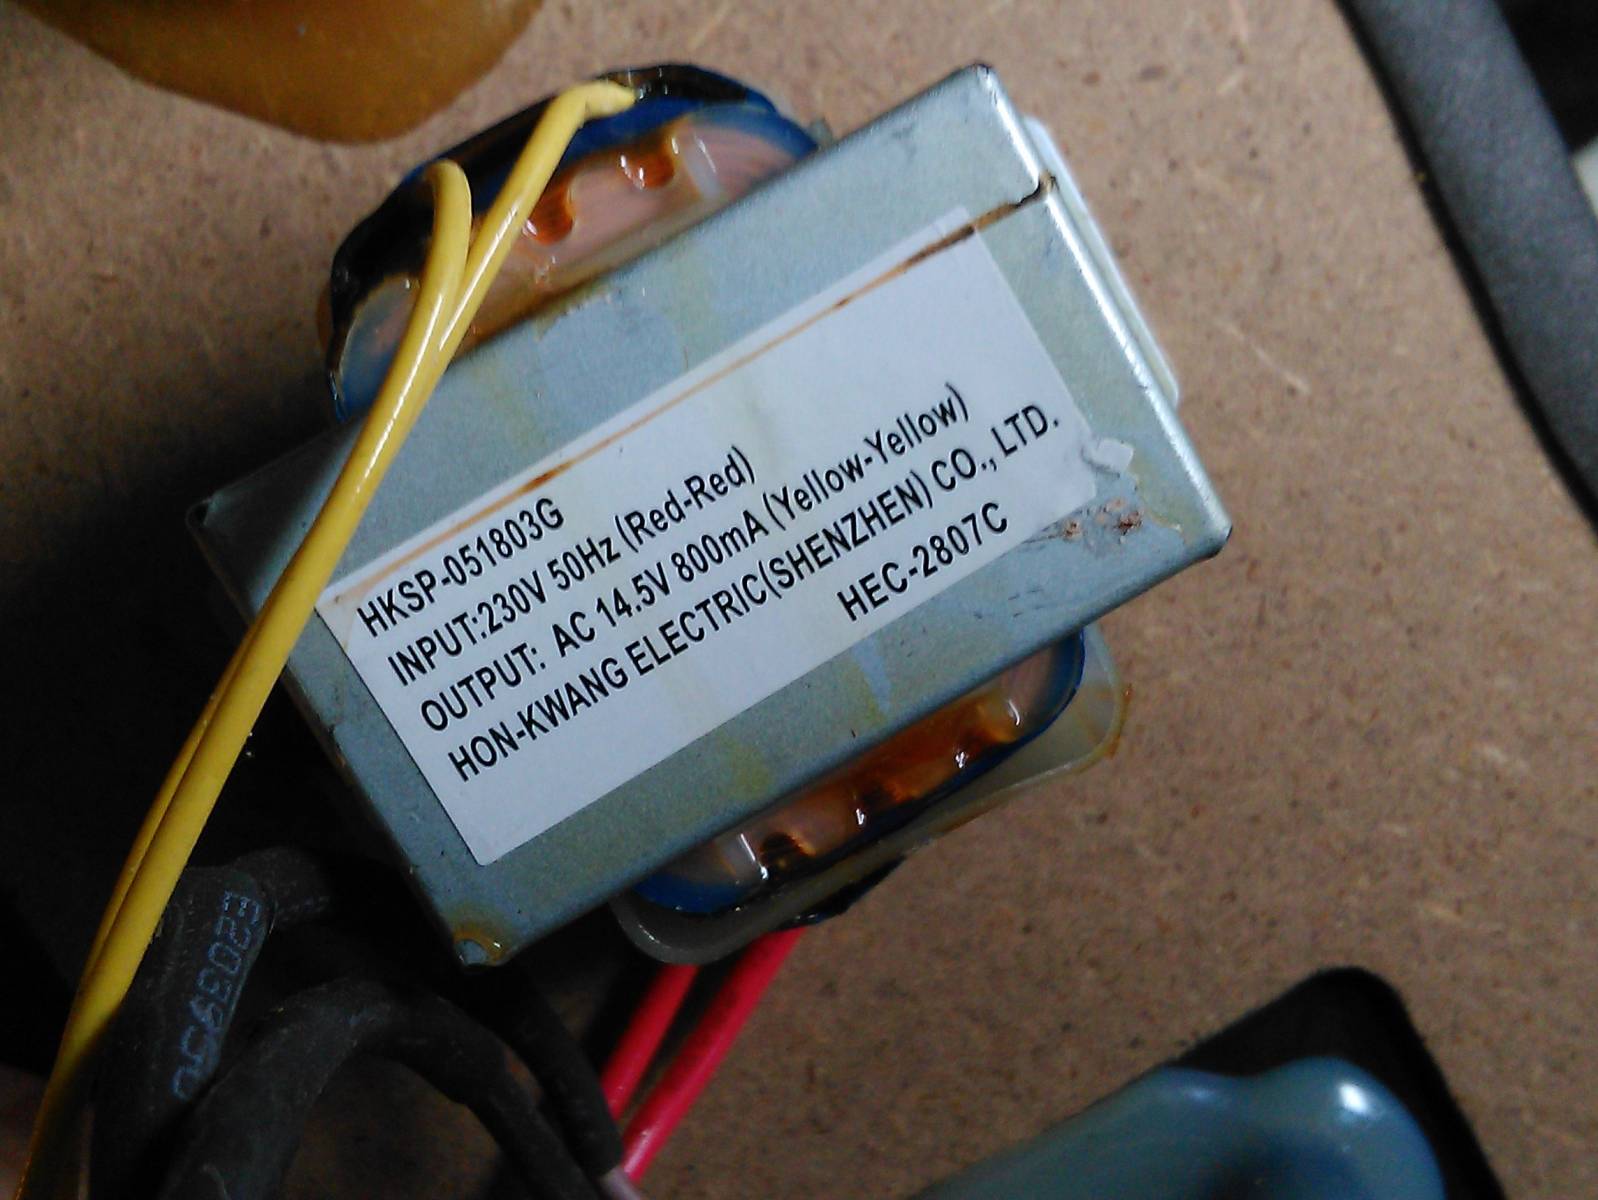 HKSP-051803G
INPUT:230V 50Hz (Red-Red)
OUTPUT: AC 14.5V 800mA (Yellow-Yellow)
HON-KWANG ELECTRIC(SHENZHEN) CO., LTD.
HEC-2807C